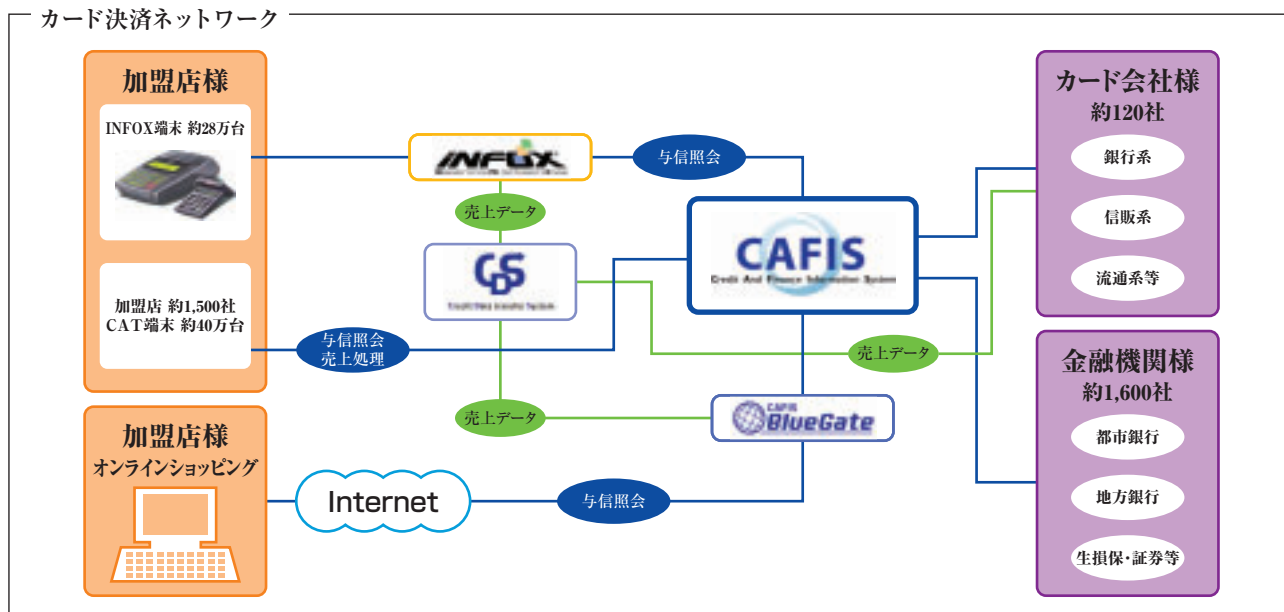 カード決済ネットワーク
加盟店様
INFOX端末 約28万台
加盟店 約1,500社
CAT端末 約40万台
加盟店様
オンラインショッピング
INFOX
与信照会
売上データ
CDS
CAFIS
Credit And Finance Information System
与信照会
売上処理
売上データ
売上データ
CAFIS
BlueGate
Internet
与信照会
カード会社様
約120社
銀行系
信販系
流通系等
金融機関様
約1,600社
都市銀行
地方銀行
生損保・証券等